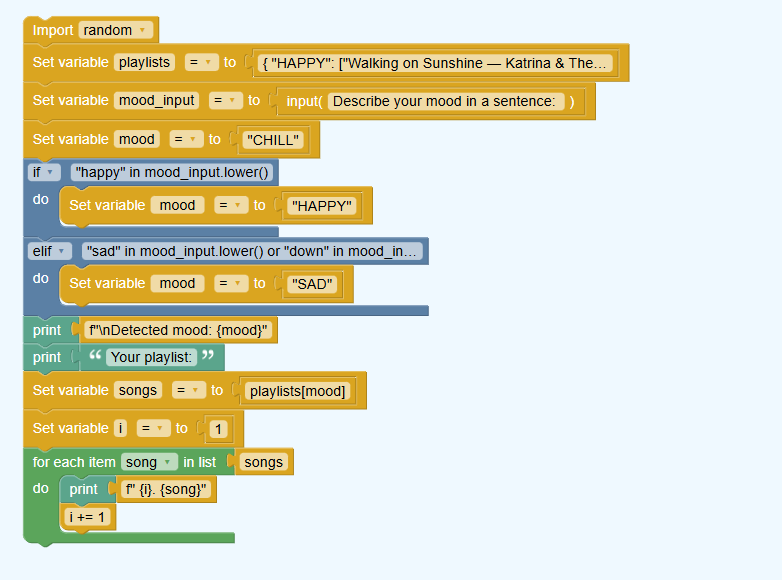 Import random
Set variable playlists = to { "HAPPY": ["Walking on Sunshine — Katrina & The...
Set variable mood_input = to input( Describe your mood in a sentence: )
Set variable mood = to "CHILL"
if "happy" in mood_input.lower()
do Set variable mood = to "HAPPY"
elif "sad" in mood_input.lower() or "down" in mood_in...
do Set variable mood = to "SAD"
print f"\nDetected mood: {mood}"
print “ Your playlist: ”
Set variable songs = to playlists[mood]
Set variable i = to 1
for each item song in list songs
do print f" {i}. {song}"
i += 1